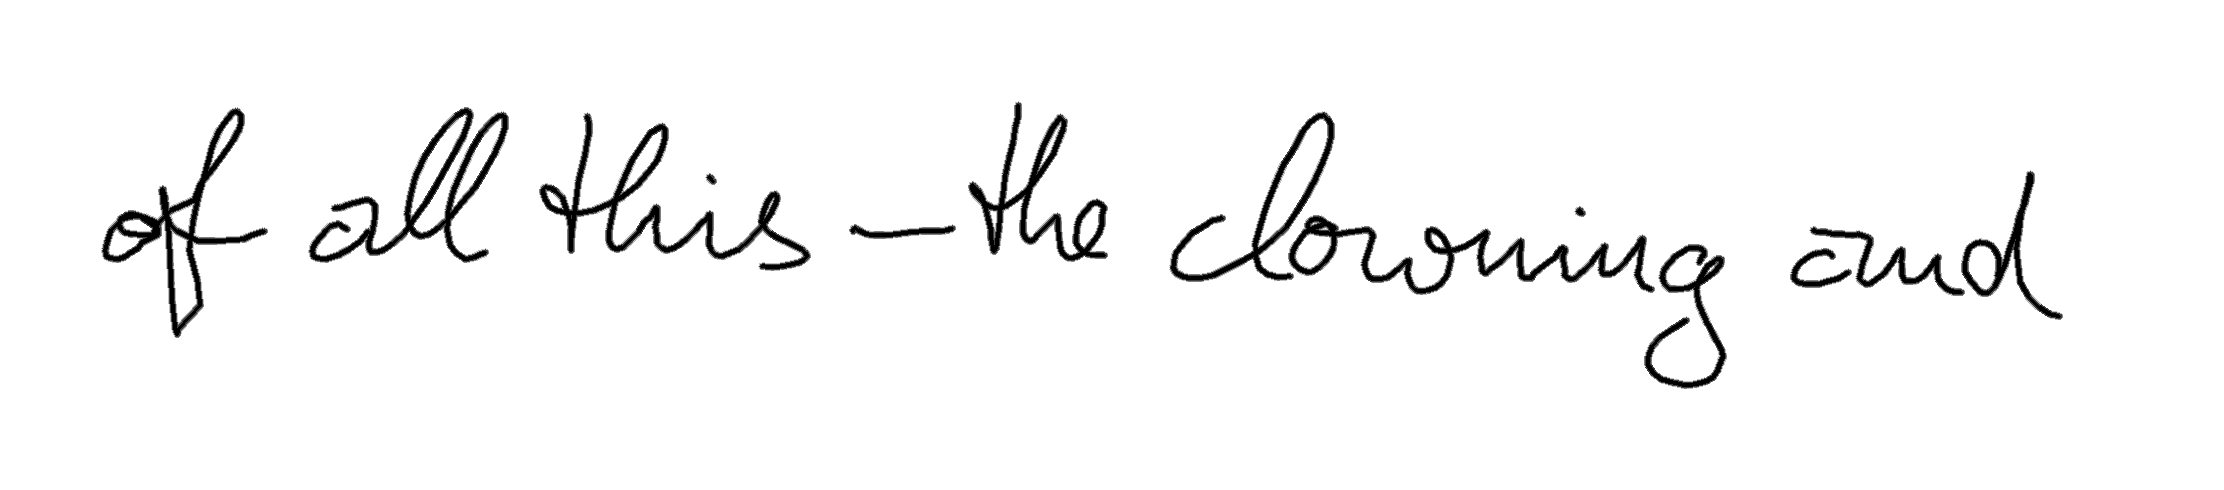 of all this - the clowning and